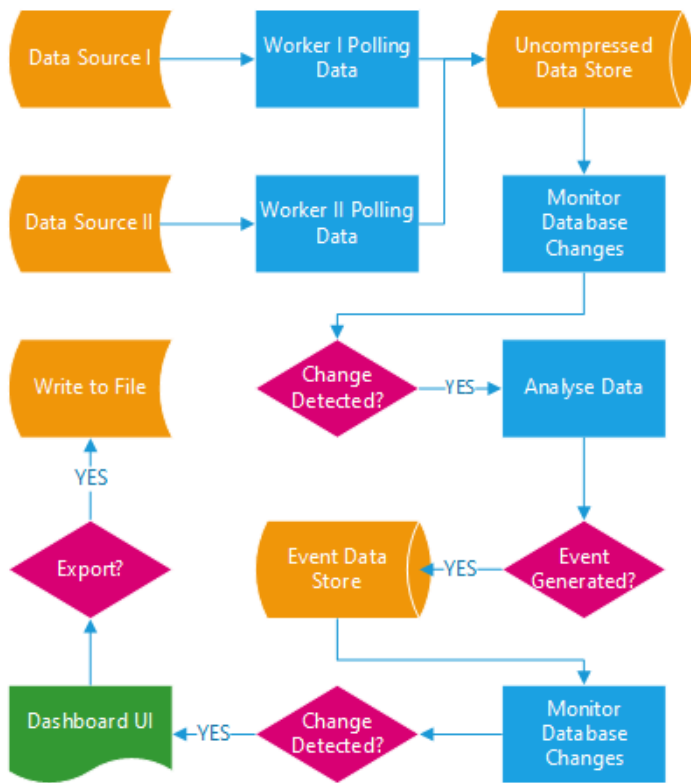 Data Source I
Worker I Polling
Data
Uncompressed
Data Store
Data Source II
Worker II Polling
Data
Monitor
Database
Changes
Write to File
Change
Detected?
YES
Analyse Data
YES
Export?
Event Data
Store
YES
Event
Generated?
Dashboard UI
YES
Change
Detected?
Monitor
Database
Changes